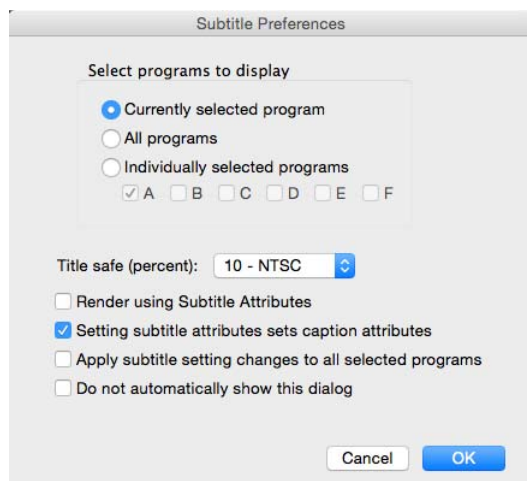 Subtitle Preferences
Select programs to display
Currently selected program
All programs
Individually selected programs
A B C D E F
Title safe (percent): 10 - NTSC
Render using Subtitle Attributes
Setting subtitle attributes sets caption attributes
Apply subtitle setting changes to all selected programs
Do not automatically show this dialog
Cancel OK